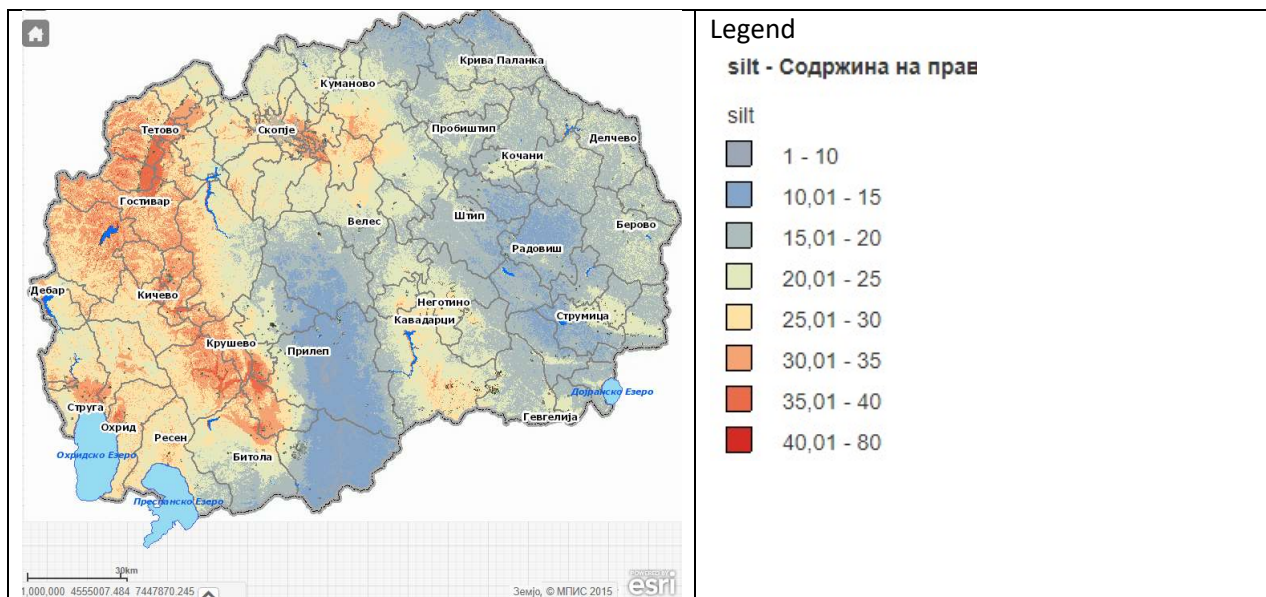 Крива Паланка
Куманово
Тетово
Скопје
Пробиштип
Делчево
Кочани
Гостивар
Велес
Штип
Берово
Радовиш
Дебар
Кичево
Неготино
Кавадарци
Струмица
Крушево
Прилеп
Дојранско Езеро
Струга
Гевгелија
Охрид
Ресен
Охридско Езеро
Битола
Преспанско Езеро
30km
1,000,000 4555007.484 7447870.245
Земјо, © МПИС 2015
POWERED BY
esri
Legend
silt - Содржина на прав
silt
1 - 10
10,01 - 15
15,01 - 20
20,01 - 25
25,01 - 30
30,01 - 35
35,01 - 40
40,01 - 80